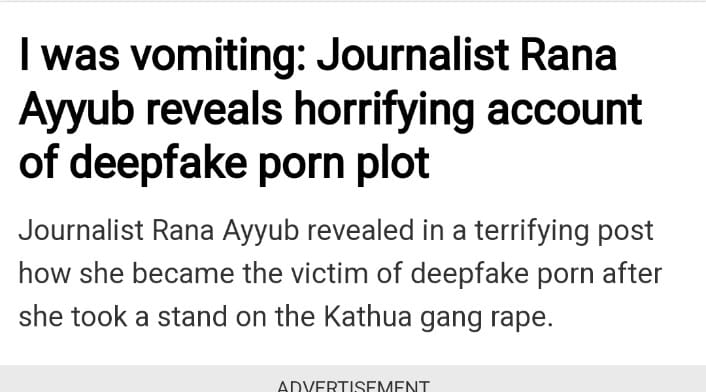 I was vomiting: Journalist Rana
Ayyub reveals horrifying account
of deepfake porn plot
Journalist Rana Ayyub revealed in a terrifying post
how she became the victim of deepfake porn after
she took a stand on the Kathua gang rape.
ADVERTISEMENT